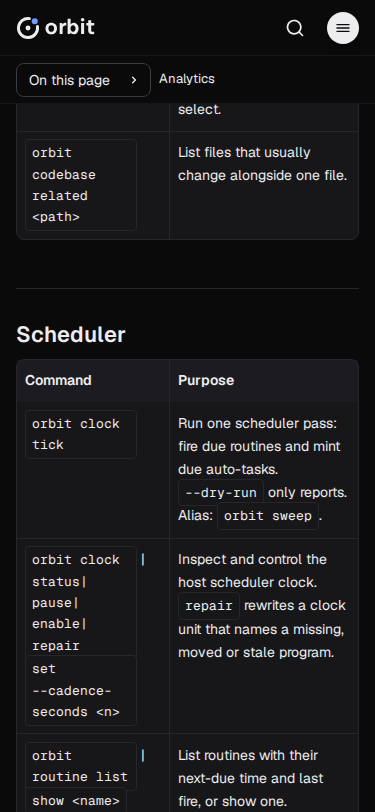 orbit
On this page
Analytics
select.
orbit
codebase
related
<path>
List files that usually
change alongside one file.
Scheduler
Command
Purpose
orbit clock
tick
Run one scheduler pass:
fire due routines and mint
due auto-tasks.
--dry-run only reports.
Alias: orbit sweep.
orbit clock |
status|
pause|
enable|
repair
set
--cadence-
seconds <n>
Inspect and control the
host scheduler clock.
repair rewrites a clock
unit that names a missing,
moved or stale program.
orbit |
routine list
show <name>
List routines with their
next-due time and last
fire, or show one.